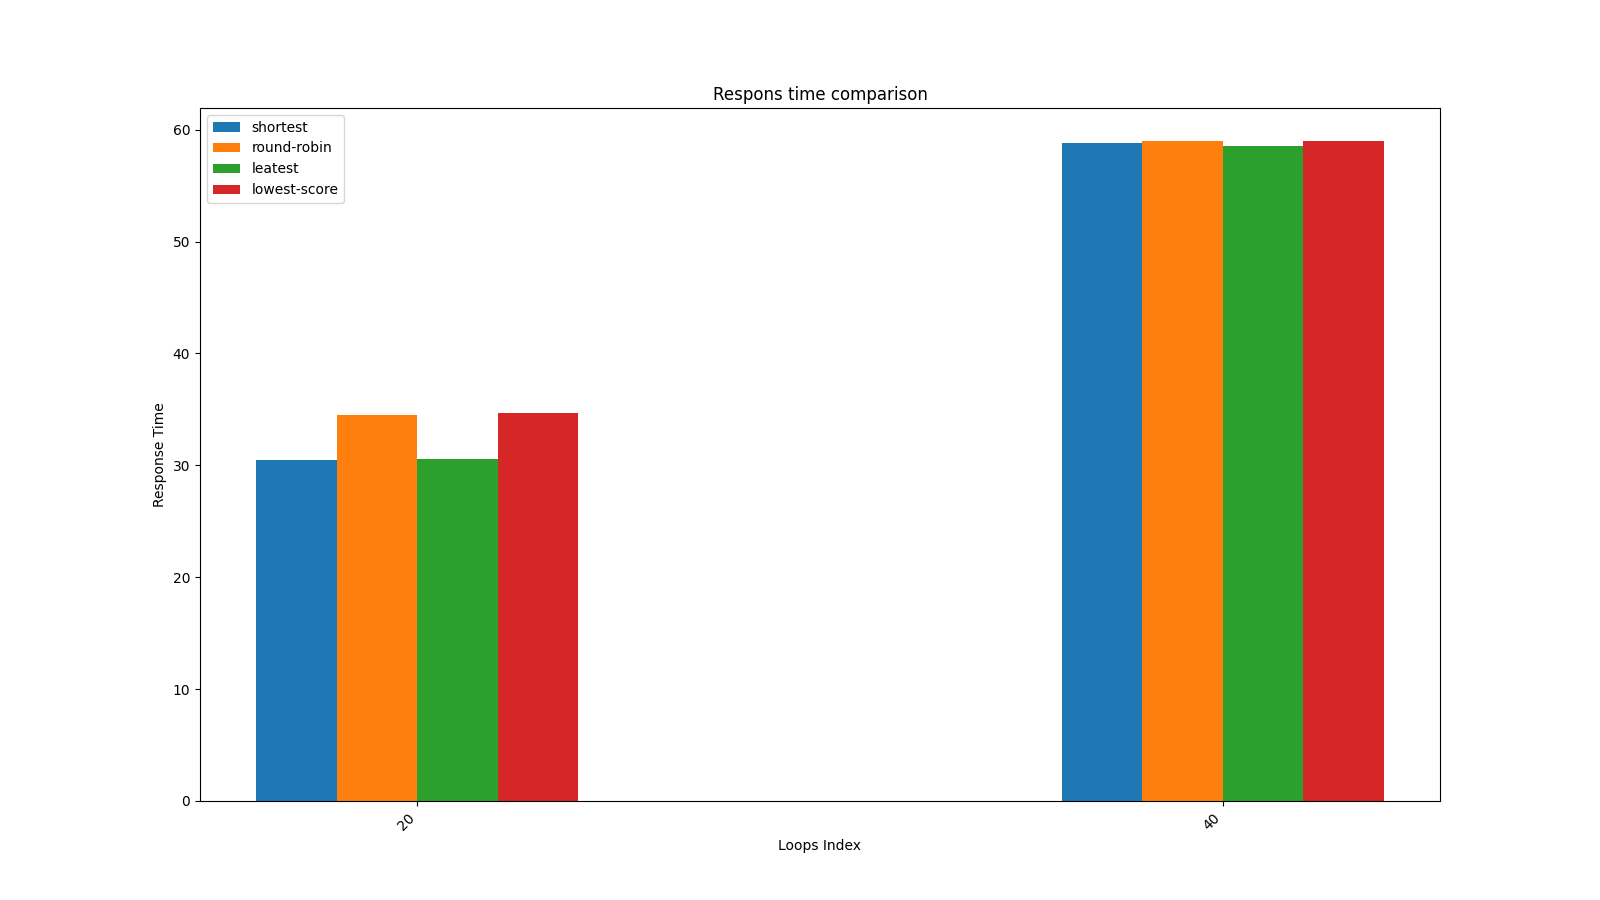 Respons time comparison
shortest
round-robin
leatest
lowest-score
60
50
40
30
20
10
0
Response Time
20
40
Loops Index